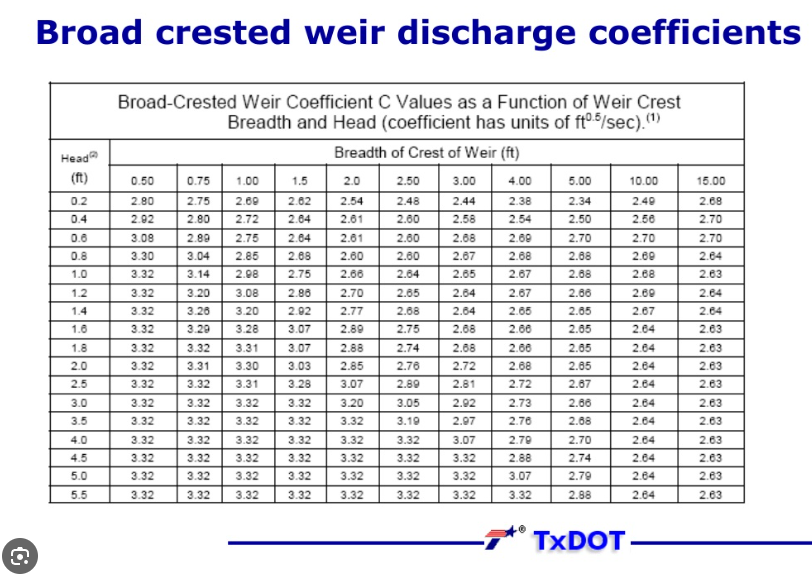 Broad crested weir discharge coefficients
Broad-Crested Weir Coefficient C Values as a Function of Weir Crest
Breadth and Head (coefficient has units of ft0.5/sec).(1)
Head(2)
(ft)
Breadth of Crest of Weir (ft)
0.50 0.75 1.00 1.5 2.0 2.50 3.00 4.00 5.00 10.00 15.00
0.2 2.80 2.75 2.69 2.62 2.54 2.48 2.44 2.38 2.34 2.49 2.68
0.4 2.92 2.80 2.72 2.64 2.61 2.60 2.58 2.54 2.50 2.56 2.70
0.6 3.08 2.89 2.75 2.64 2.61 2.60 2.68 2.69 2.70 2.70 2.70
0.8 3.30 3.04 2.85 2.68 2.60 2.60 2.67 2.68 2.68 2.69 2.64
1.0 3.32 3.14 2.98 2.75 2.66 2.64 2.65 2.67 2.68 2.68 2.63
1.2 3.32 3.20 3.08 2.86 2.70 2.65 2.64 2.67 2.66 2.69 2.64
1.4 3.32 3.26 3.20 2.92 2.77 2.68 2.64 2.65 2.65 2.67 2.64
1.6 3.32 3.29 3.28 3.07 2.89 2.75 2.68 2.66 2.65 2.64 2.63
1.8 3.32 3.32 3.31 3.07 2.88 2.74 2.68 2.66 2.65 2.64 2.63
2.0 3.32 3.31 3.30 3.03 2.85 2.76 2.72 2.68 2.65 2.64 2.63
2.5 3.32 3.32 3.31 3.28 3.07 2.89 2.81 2.72 2.67 2.64 2.63
3.0 3.32 3.32 3.32 3.32 3.20 3.05 2.92 2.73 2.66 2.64 2.63
3.5 3.32 3.32 3.32 3.32 3.32 3.19 2.97 2.76 2.68 2.64 2.63
4.0 3.32 3.32 3.32 3.32 3.32 3.32 3.07 2.79 2.70 2.64 2.63
4.5 3.32 3.32 3.32 3.32 3.32 3.32 3.32 2.88 2.74 2.64 2.63
5.0 3.32 3.32 3.32 3.32 3.32 3.32 3.32 3.07 2.79 2.64 2.63
5.5 3.32 3.32 3.32 3.32 3.32 3.32 3.32 3.32 2.88 2.64 2.63
® TxDOT